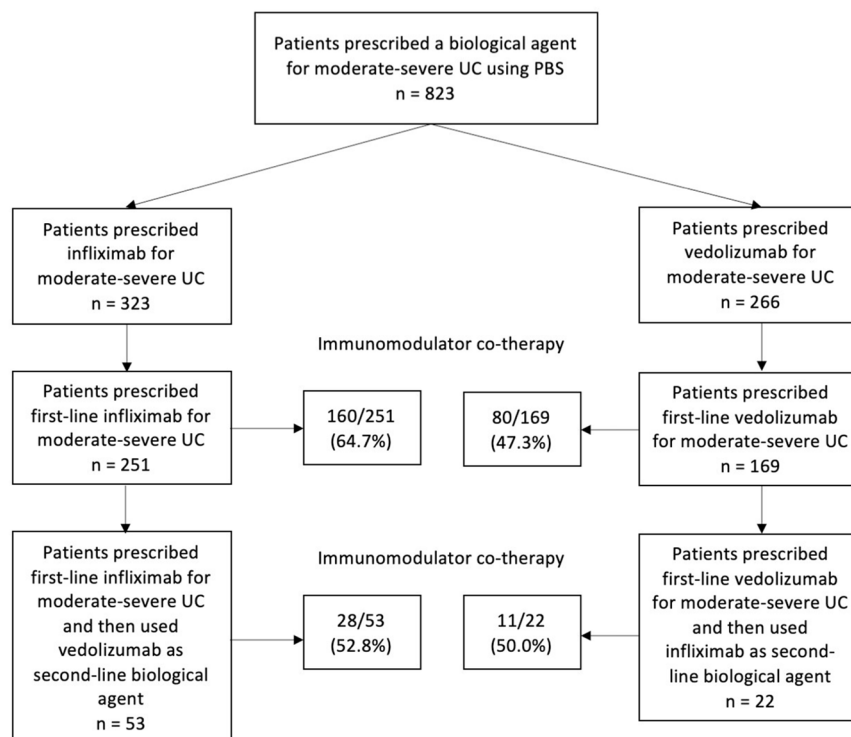 Patients prescribed a biological agent
for moderate-severe UC using PBS
n = 823
Patients prescribed
infliximab for
moderate-severe UC
n = 323
Patients prescribed
vedolizumab for
moderate-severe UC
n = 266
Immunomodulator co-therapy
Patients prescribed
first-line infliximab for
moderate-severe UC
n = 251
160/251
(64.7%)
80/169
(47.3%)
Patients prescribed
first-line vedolizumab
for moderate-severe UC
n = 169
Immunomodulator co-therapy
Patients prescribed
first-line infliximab for
moderate-severe UC
and then used
vedolizumab as
second-line biological
agent
n = 53
28/53
(52.8%)
11/22
(50.0%)
Patients prescribed
first-line vedolizumab
for moderate-severe UC
and then used
infliximab as second-
line biological agent
n = 22